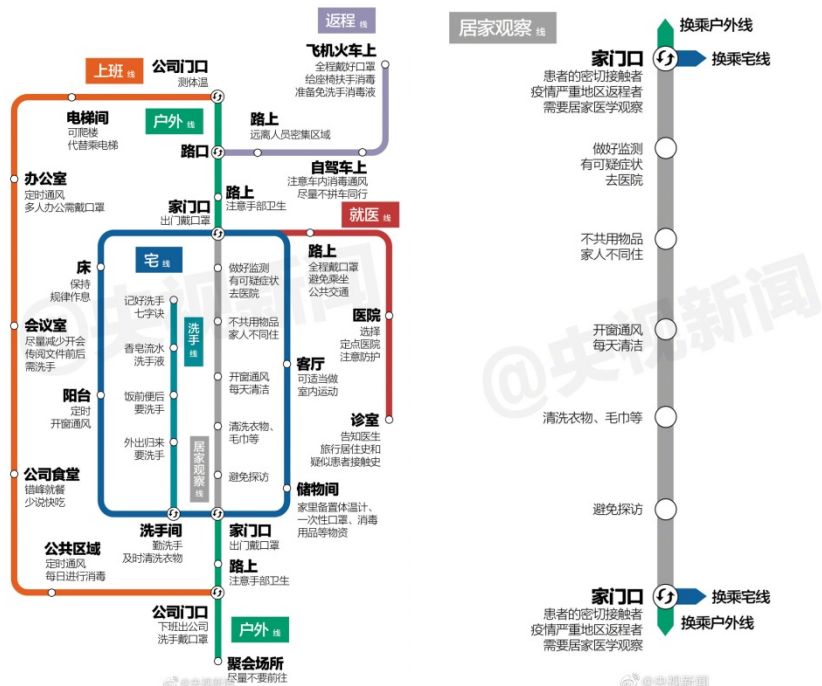 返程 线
飞机火车上
全程戴好口罩
给座椅扶手消毒
准备免洗手消毒液
上班 线
公司门口
测体温
电梯间
可爬楼
代替乘电梯
户外 线
路上
远离人员密集区域
路口
自驾车上
注意车内消毒通风
尽量不拼车同行
办公室
定时通风
多人办公需戴口罩
路上
注意手部卫生
家门口
出门戴口罩
就医 线
宅 线
路上
全程戴口罩
避免乘坐
公共交通
床
保持
规律作息
做好监测
有可疑症状
去医院
记好洗手
七字诀
洗手 线
不共用物品
家人不同住
医院
选择
定点医院
注意防护
会议室
尽量减少开会
传阅文件前后
需洗手
香皂流水
洗手液
客厅
可适当做
室内运动
开窗通风
每天清洁
阳台
定时
开窗通风
饭前便后
要洗手
诊室
告知医生
旅行居住史和
疑似患者接触史
清洗衣物、
毛巾等
外出归来
要洗手
居家观察 线
公司食堂
错峰就餐
少说快吃
避免探访
储物间
家里备置体温计、
一次性口罩、消毒
用品等物资
洗手间
勤洗手
及时清洗衣物
家门口
出门戴口罩
公共区域
定时通风
每日进行消毒
路上
注意手部卫生
公司门口
下班出公司
洗手戴口罩
户外 线
聚会场所
尽量不要前往
@央视新闻
居家观察 线
换乘户外线
家门口
换乘宅线
患者的密切接触者
疫情严重地区返程者
需要居家医学观察
做好监测
有可疑症状
去医院
不共用物品
家人不同住
开窗通风
每天清洁
清洗衣物、毛巾等
避免探访
家门口
换乘宅线
患者的密切接触者
疫情严重地区返程者
需要居家医学观察
换乘户外线
@央视新闻
@央视新闻
@央视新闻